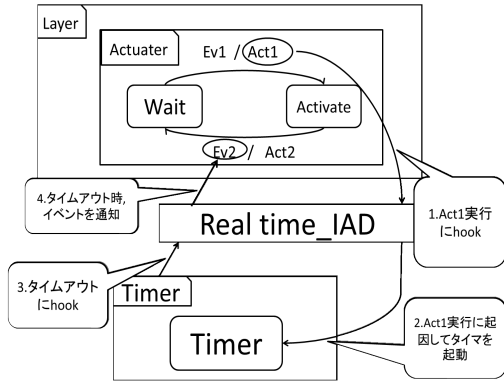 Layer
Actuater
Ev1 / Act1
Wait
Activate
Ev2 / Act2
4.タイムアウト時,
イベントを通知
1.Act1実行
にhook
Real time_IAD
3.タイムアウト
にhook
Timer
Timer
2.Act1実行に起
因してタイマを
起動